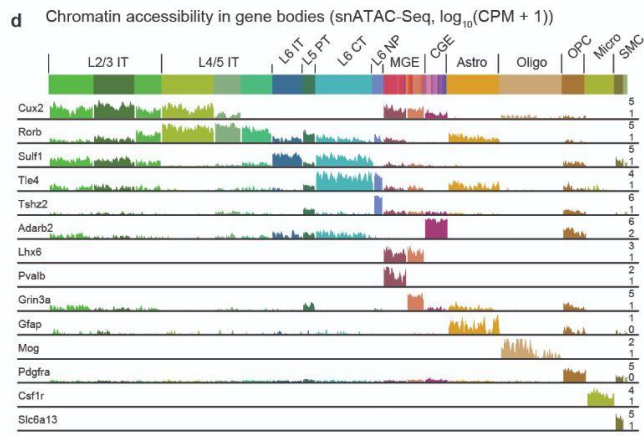 d Chromatin accessibility in gene bodies (snATAC-Seq, log10(CPM + 1))
L2/3 IT L4/5 IT L6 IT L5 PT L6 CT L6 NP MGE CGE Astro Oligo OPC Micro SMC
Cux2 5 1
Rorb 5 1
Sulf1 5 1
Tle4 4 1
Tshz2 6 1
Adarb2 6 2
Lhx6 3 1
Pvalb 2 1
Grin3a 5 1
Gfap 1 0
Mog 2 1
Pdgfra 5 0
Csf1r 4 1
Slc6a13 5 1